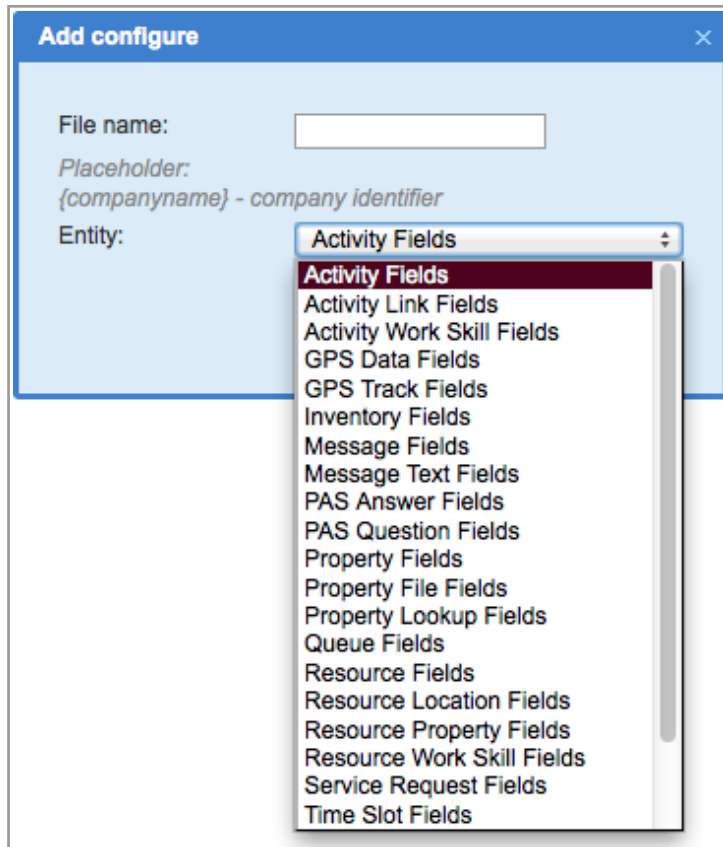 Add configure
File name:
Placeholder:
{companyname} - company identifier
Entity:
Activity Fields
Activity Fields
Activity Link Fields
Activity Work Skill Fields
GPS Data Fields
GPS Track Fields
Inventory Fields
Message Fields
Message Text Fields
PAS Answer Fields
PAS Question Fields
Property Fields
Property File Fields
Property Lookup Fields
Queue Fields
Resource Fields
Resource Location Fields
Resource Property Fields
Resource Work Skill Fields
Service Request Fields
Time Slot Fields